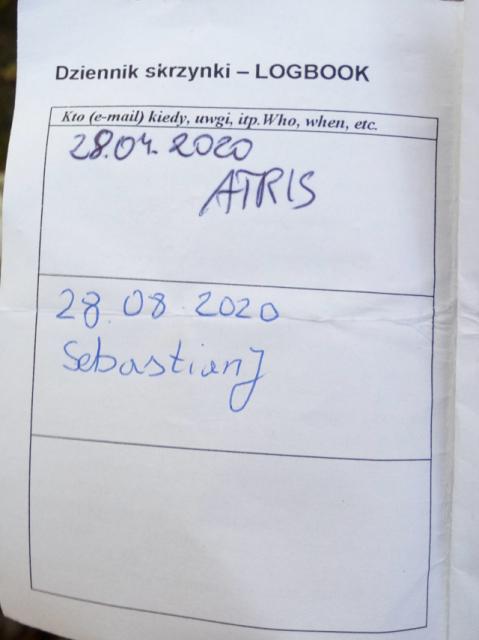 Dziennik skrzynki – LOGBOOK
Kto (e-mail) kiedy, uwgi, itp.Who, when, etc.
28.04.2020
ATRIS
28.08.2020
SebastianJ